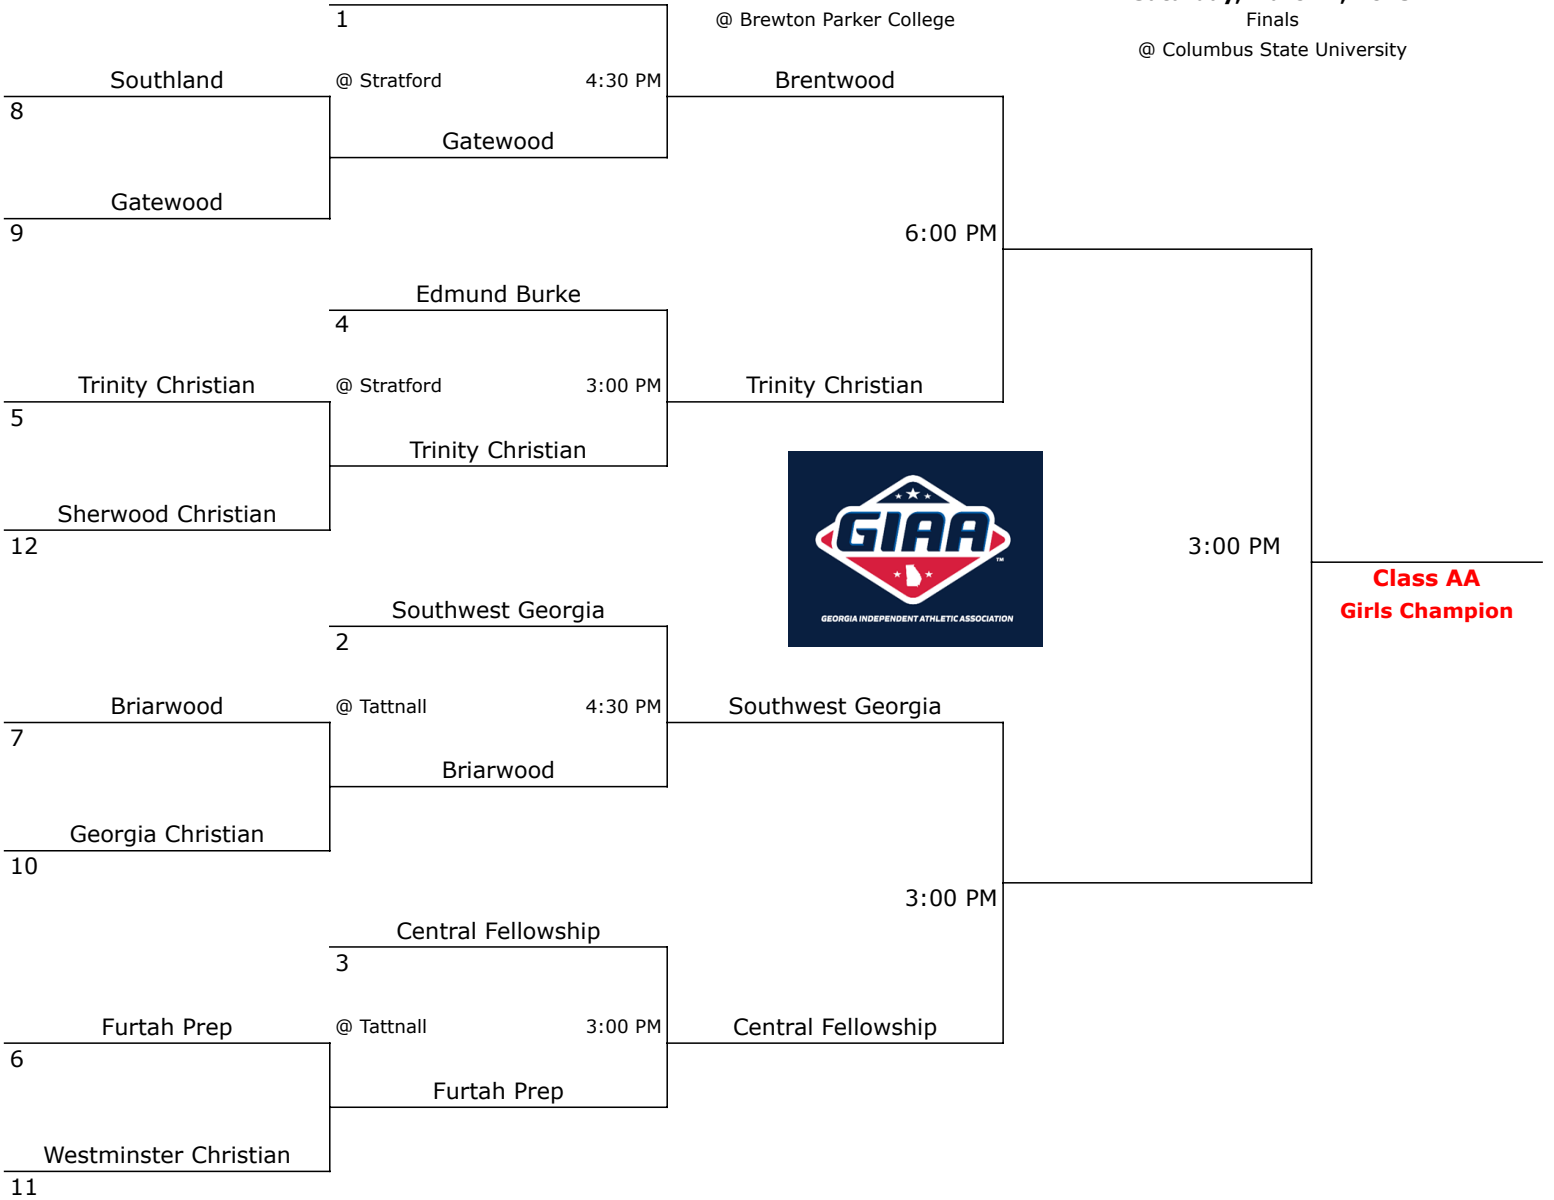 1
@ Brewton Parker College
Finals
@ Columbus State University
Southland
@ Stratford
4:30 PM
Brentwood
8
Gatewood
Gatewood
9
6:00 PM
Edmund Burke
4
Trinity Christian
@ Stratford
3:00 PM
Trinity Christian
5
Trinity Christian
Sherwood Christian
12
GIAA
TM
GEORGIA INDEPENDENT ATHLETIC ASSOCIATION
3:00 PM
Class AA
Girls Champion
Southwest Georgia
2
Briarwood
@ Tattnall
4:30 PM
Southwest Georgia
7
Briarwood
Georgia Christian
10
3:00 PM
Central Fellowship
3
Furtah Prep
@ Tattnall
3:00 PM
Central Fellowship
6
Furtah Prep
Westminster Christian
11